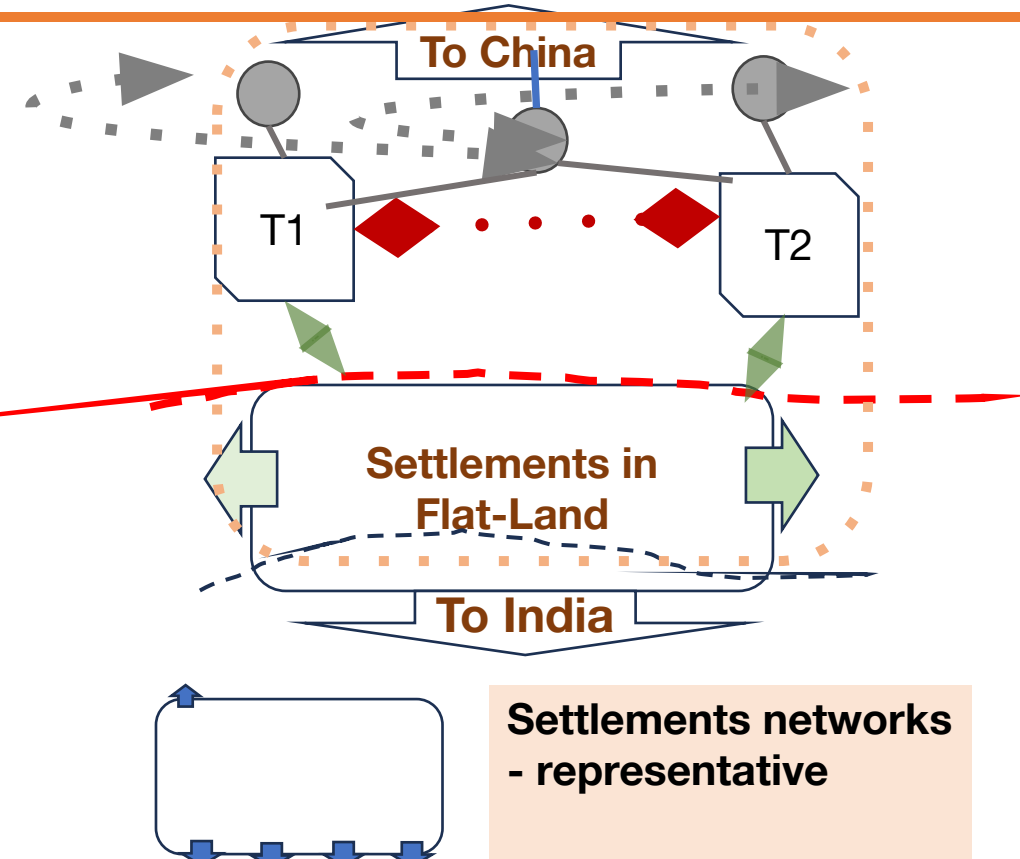 To China
T1
T2
Settlements in
Flat-Land
To India
Settlements networks
- representative